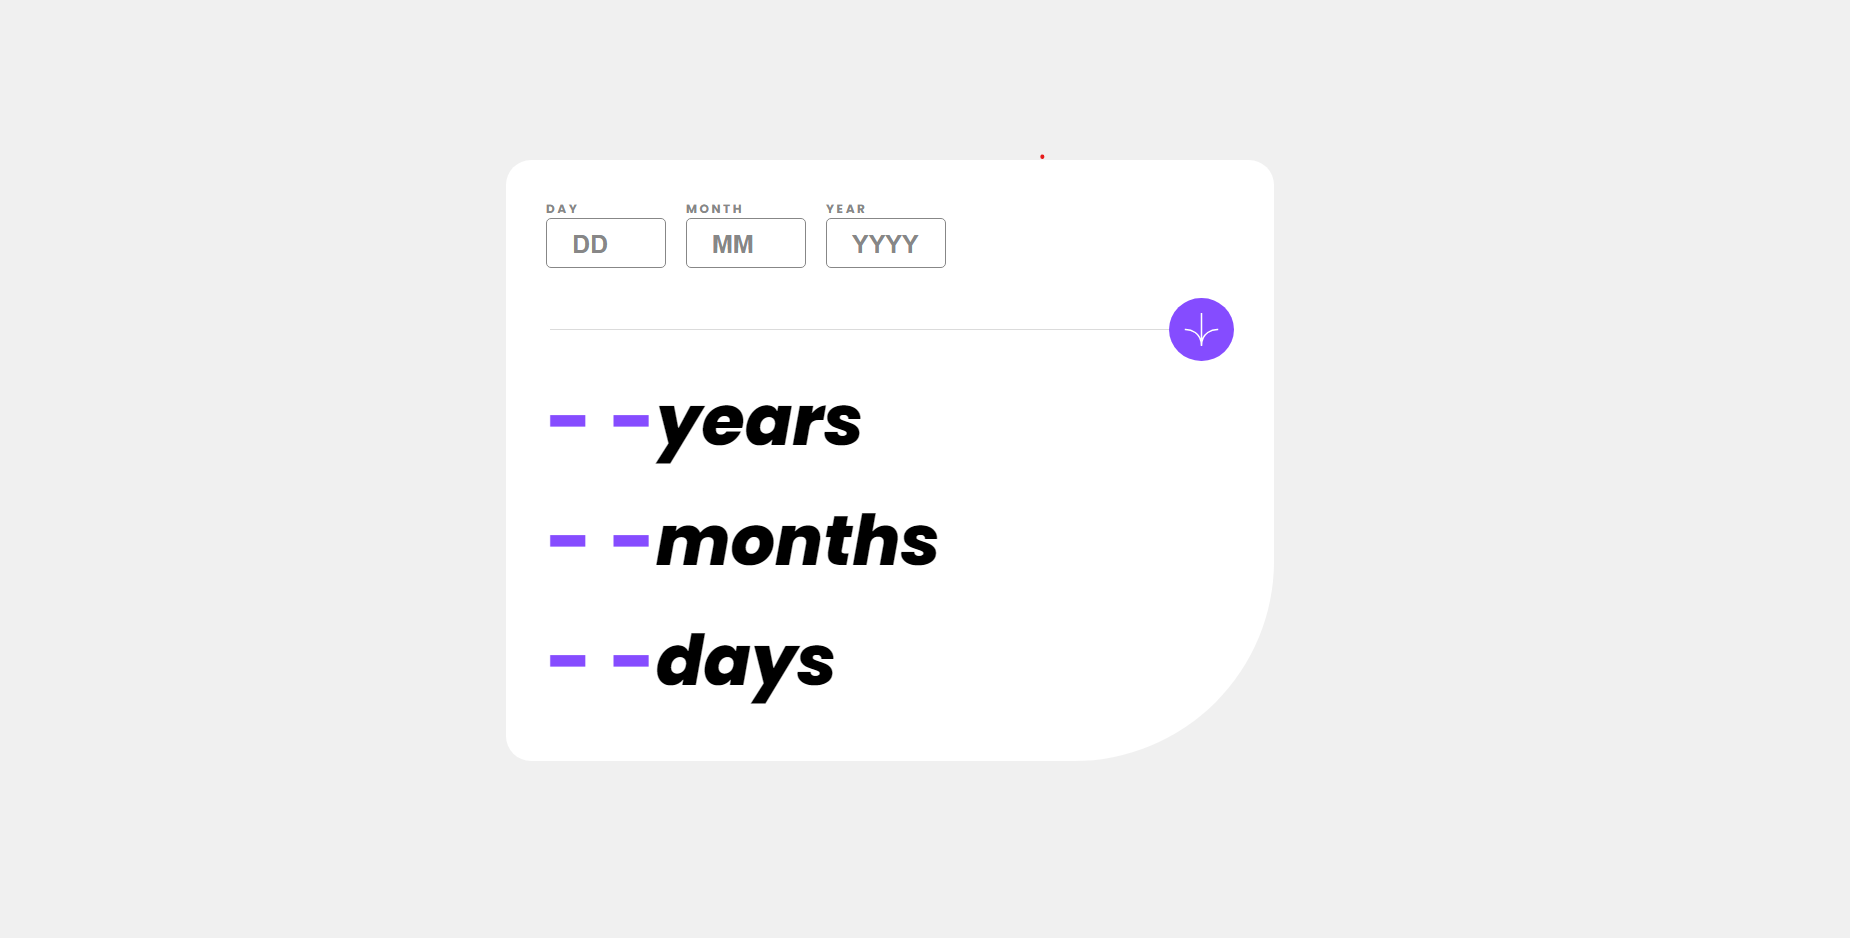 DAY MONTH YEAR
DD MM YYYY
- - years
- - months
- - days